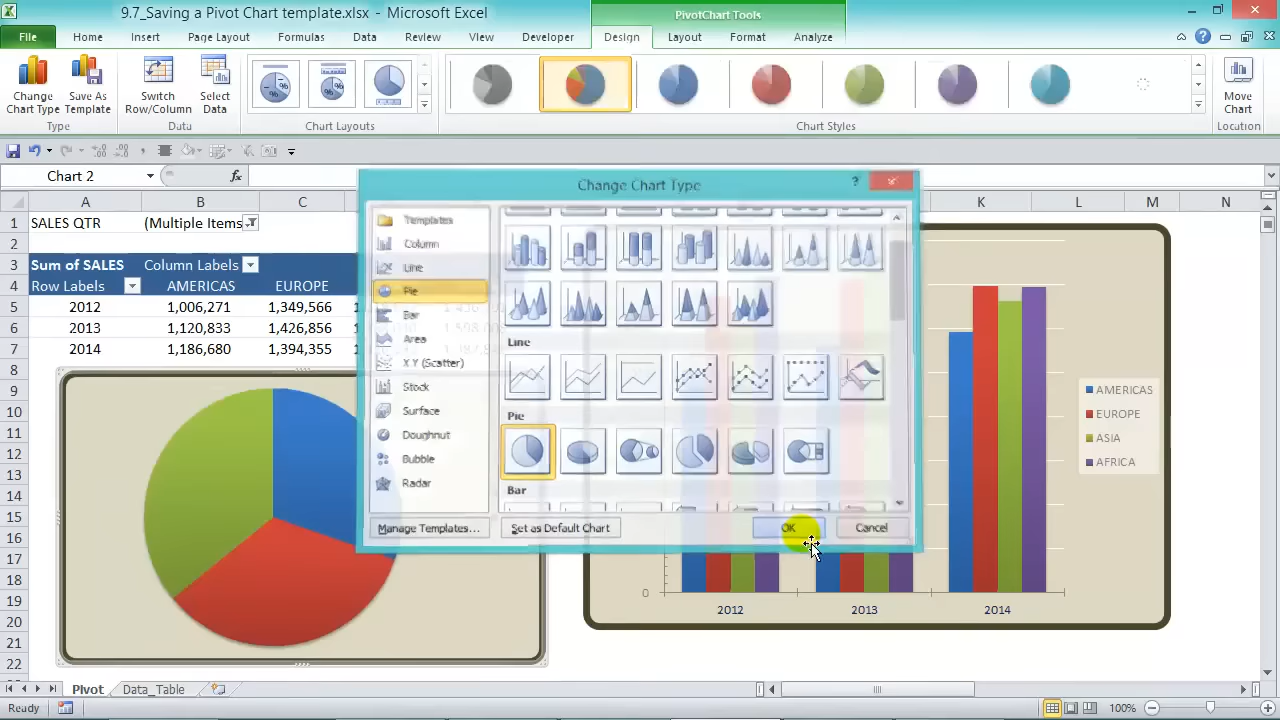 9.7_Saving a Pivot Chart template.xlsx - Microsoft Excel
PivotChart Tools
File Home Insert Page Layout Formulas Data Review View Developer Design Layout Format Analyze
Change Chart Type
Save As Template
Switch Row/Column
Select Data
Move Chart
Type Data Chart Layouts Chart Styles Location
Chart 2 fx
A B C K L M N
1 SALES QTR (Multiple Items)
2
3 Sum of SALES Column Labels
4 Row Labels AMERICAS EUROPE
5 2012 1,006,271 1,349,566
6 2013 1,120,833 1,426,856
7 2014 1,186,680 1,394,355
8
9
10
11
12
13
14
15
16
17
18
19
20
21
22
Change Chart Type
?
Templates
Column
Line
Pie
Bar
Area
X Y (Scatter)
Stock
Surface
Doughnut
Bubble
Radar
Line
Pie
Bar
Manage Templates... Set as Default Chart OK Cancel
AMERICAS
EUROPE
ASIA
AFRICA
0
2012 2013 2014
Pivot Data_Table
Ready 100%